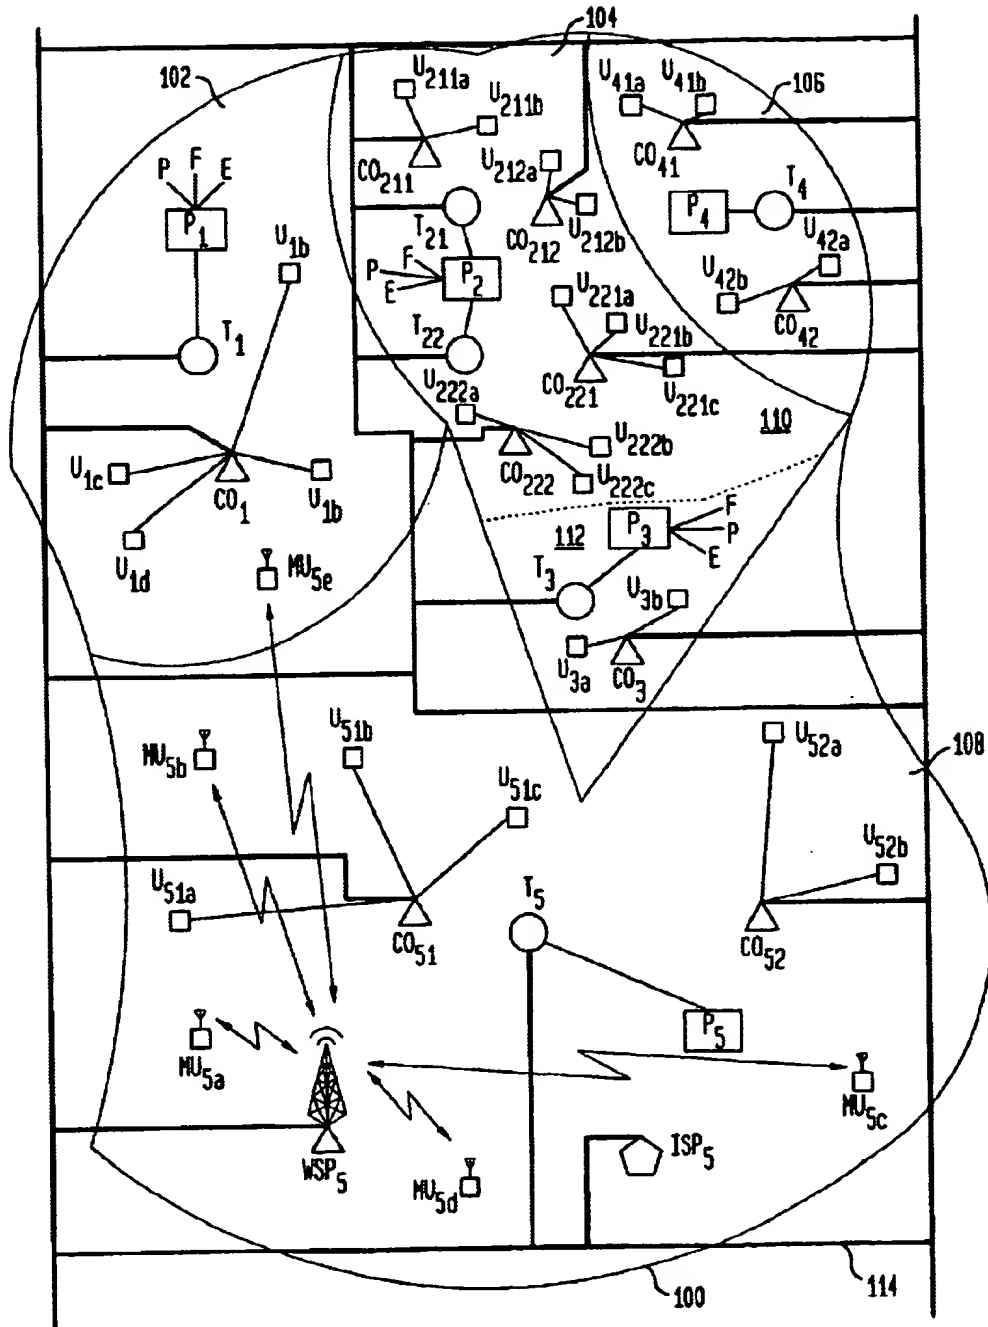 104
102
U211a
U41a
U41b
106
U211b
P
F
E
CO211
U212a
CO41
P1
T21
P4
T4
U1b
CO212
U212b
U42a
F
P
E
P2
U42b
T1
T22
U221a
U221b
CO42
U222a
CO221
U221c
110
U222b
U1c
CO1
U1b
CO222
U222c
U1d
112
P3
F
P
E
MU5e
T3
U3b
U3a
CO3
U51b
U52a
MU5b
108
U51c
U52b
U51a
T5
CO51
CO52
P5
MU5a
MU5c
WSP5
ISP5
MU5d
100
114